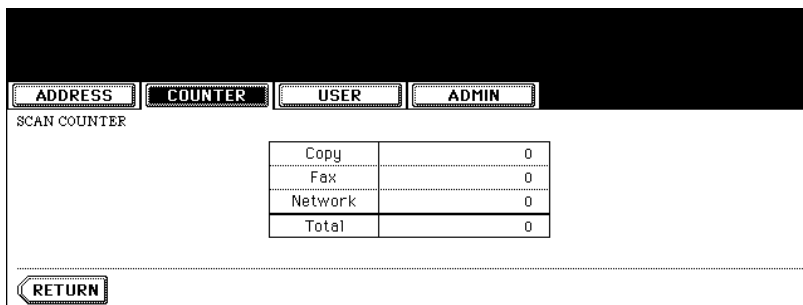 ADDRESS COUNTER USER ADMIN
SCAN COUNTER
Copy 0
Fax 0
Network 0
Total 0
RETURN